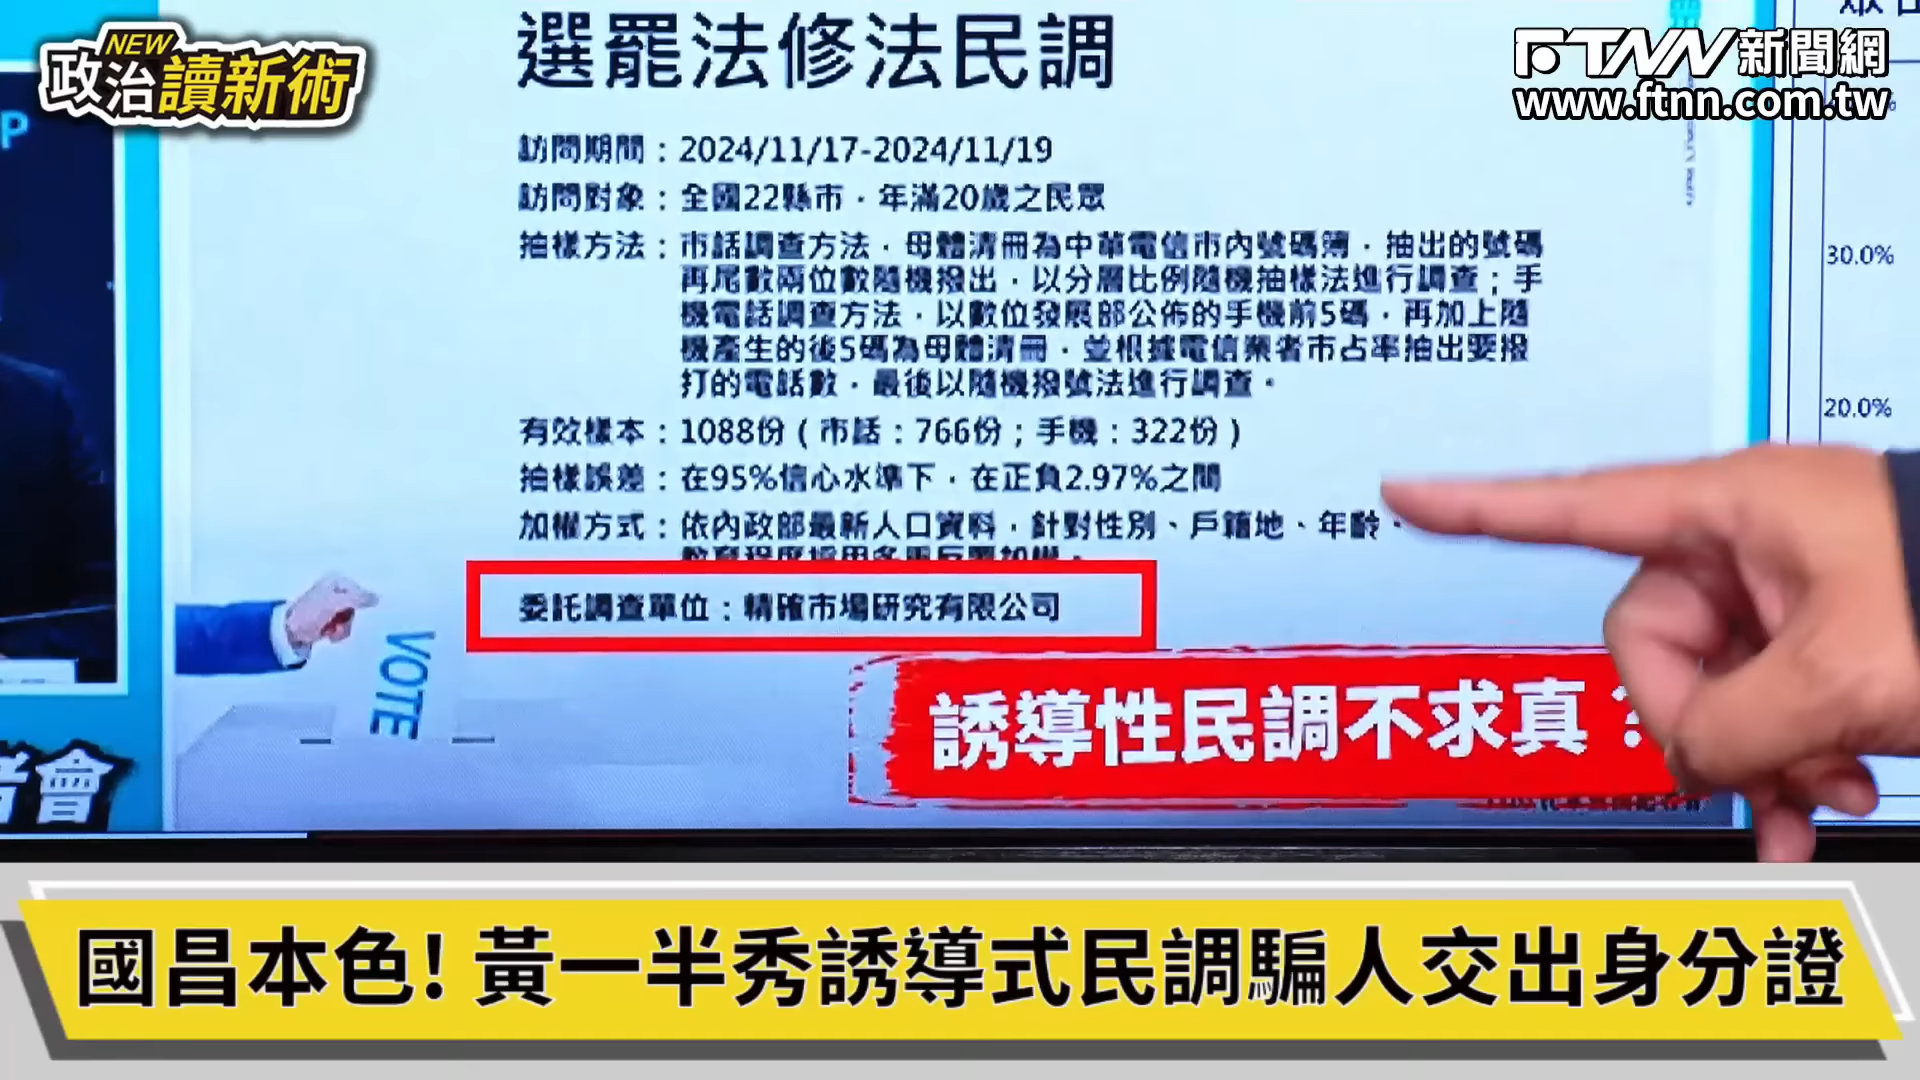 NEW
政治讀新術
FTNN新聞網
www.ftnn.com.tw
選罷法修法民調
訪問期間：2024/11/17-2024/11/19
訪問對象：全國22縣市，年滿20歲之民眾
抽樣方法：市話調查方法，母體清冊為中華電信市內號碼簿，抽出的號碼
再尾數兩位數隨機撥出，以分層比例隨機抽樣法進行調查；手
機電話調查方法，以數位發展部公佈的手機前5碼，再加上隨
機產生的後5碼為母體清冊，並根據電信業者市占率抽出要撥
打的電話數，最後以隨機撥號法進行調查。
有效樣本：1088份（市話：766份；手機：322份）
抽樣誤差：在95%信心水準下，在正負2.97%之間
加權方式：依內政部最新人口資料，針對性別、戶籍地、年齡、
委託調查單位：精確市場研究有限公司
VOTE
誘導性民調不求真？
30.0%
20.0%
P
者會
國昌本色！黃一半秀誘導式民調騙人交出身分證